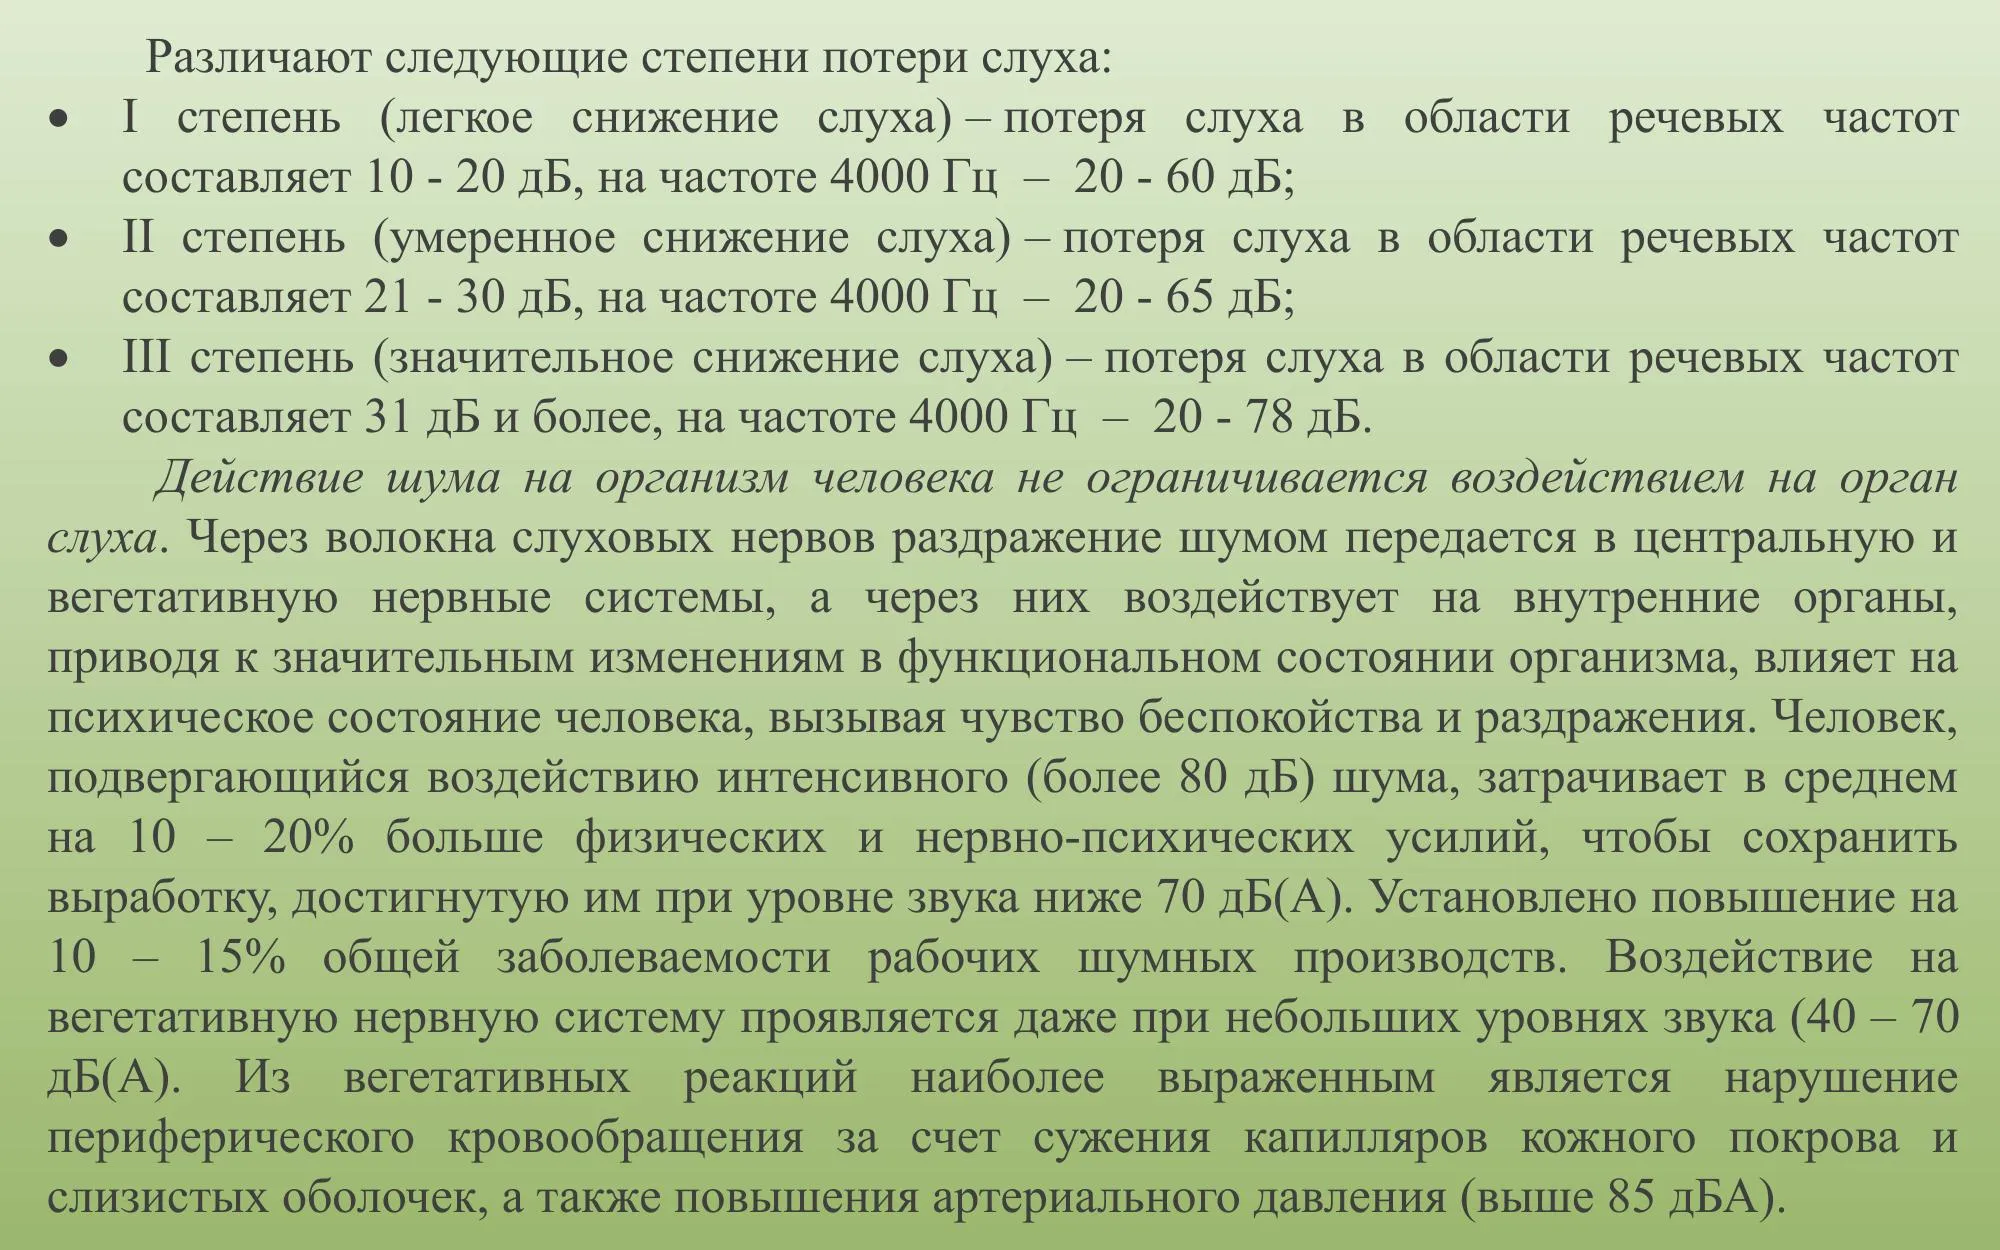 Различают следующие степени потери слуха:
• I степень (легкое снижение слуха) – потеря слуха в области речевых частот
составляет 10 - 20 дБ, на частоте 4000 Гц – 20 - 60 дБ;
• II степень (умеренное снижение слуха) – потеря слуха в области речевых частот
составляет 21 - 30 дБ, на частоте 4000 Гц – 20 - 65 дБ;
• III степень (значительное снижение слуха) – потеря слуха в области речевых частот
составляет 31 дБ и более, на частоте 4000 Гц – 20 - 78 дБ.
Действие шума на организм человека не ограничивается воздействием на орган
слуха. Через волокна слуховых нервов раздражение шумом передается в центральную и
вегетативную нервные системы, а через них воздействует на внутренние органы,
приводя к значительным изменениям в функциональном состоянии организма, влияет на
психическое состояние человека, вызывая чувство беспокойства и раздражения. Человек,
подвергающийся воздействию интенсивного (более 80 дБ) шума, затрачивает в среднем
на 10 – 20% больше физических и нервно-психических усилий, чтобы сохранить
выработку, достигнутую им при уровне звука ниже 70 дБ(А). Установлено повышение на
10 – 15% общей заболеваемости рабочих шумных производств. Воздействие на
вегетативную нервную систему проявляется даже при небольших уровнях звука (40 – 70
дБ(А). Из вегетативных реакций наиболее выраженным является нарушение
периферического кровообращения за счет сужения капилляров кожного покрова и
слизистых оболочек, а также повышения артериального давления (выше 85 дБА).